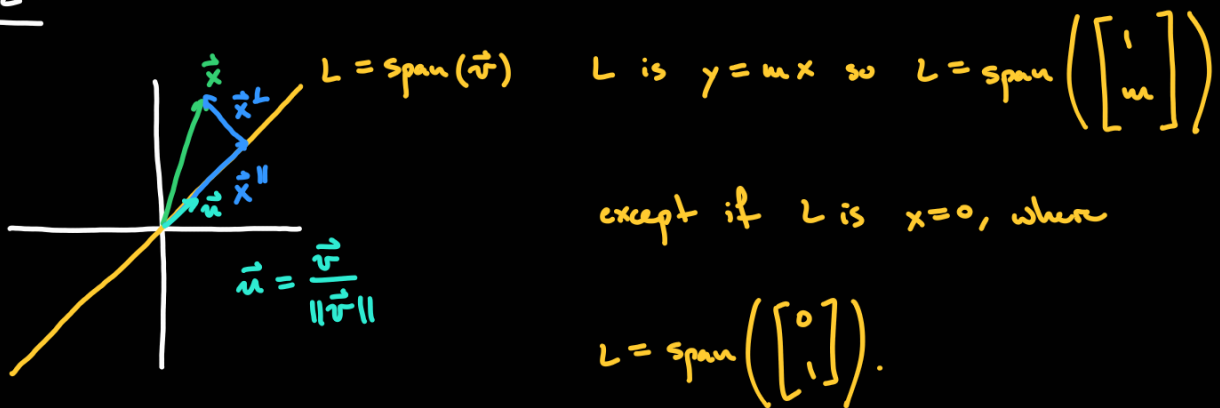 L = span(v⃗)
x⃗
x⃗^⊥
x⃗^∥
u⃗
u⃗ = v⃗ / ||v⃗||
L is y = mx so L = span([1 m])
except if L is x=0, where
L = span([0 1]).